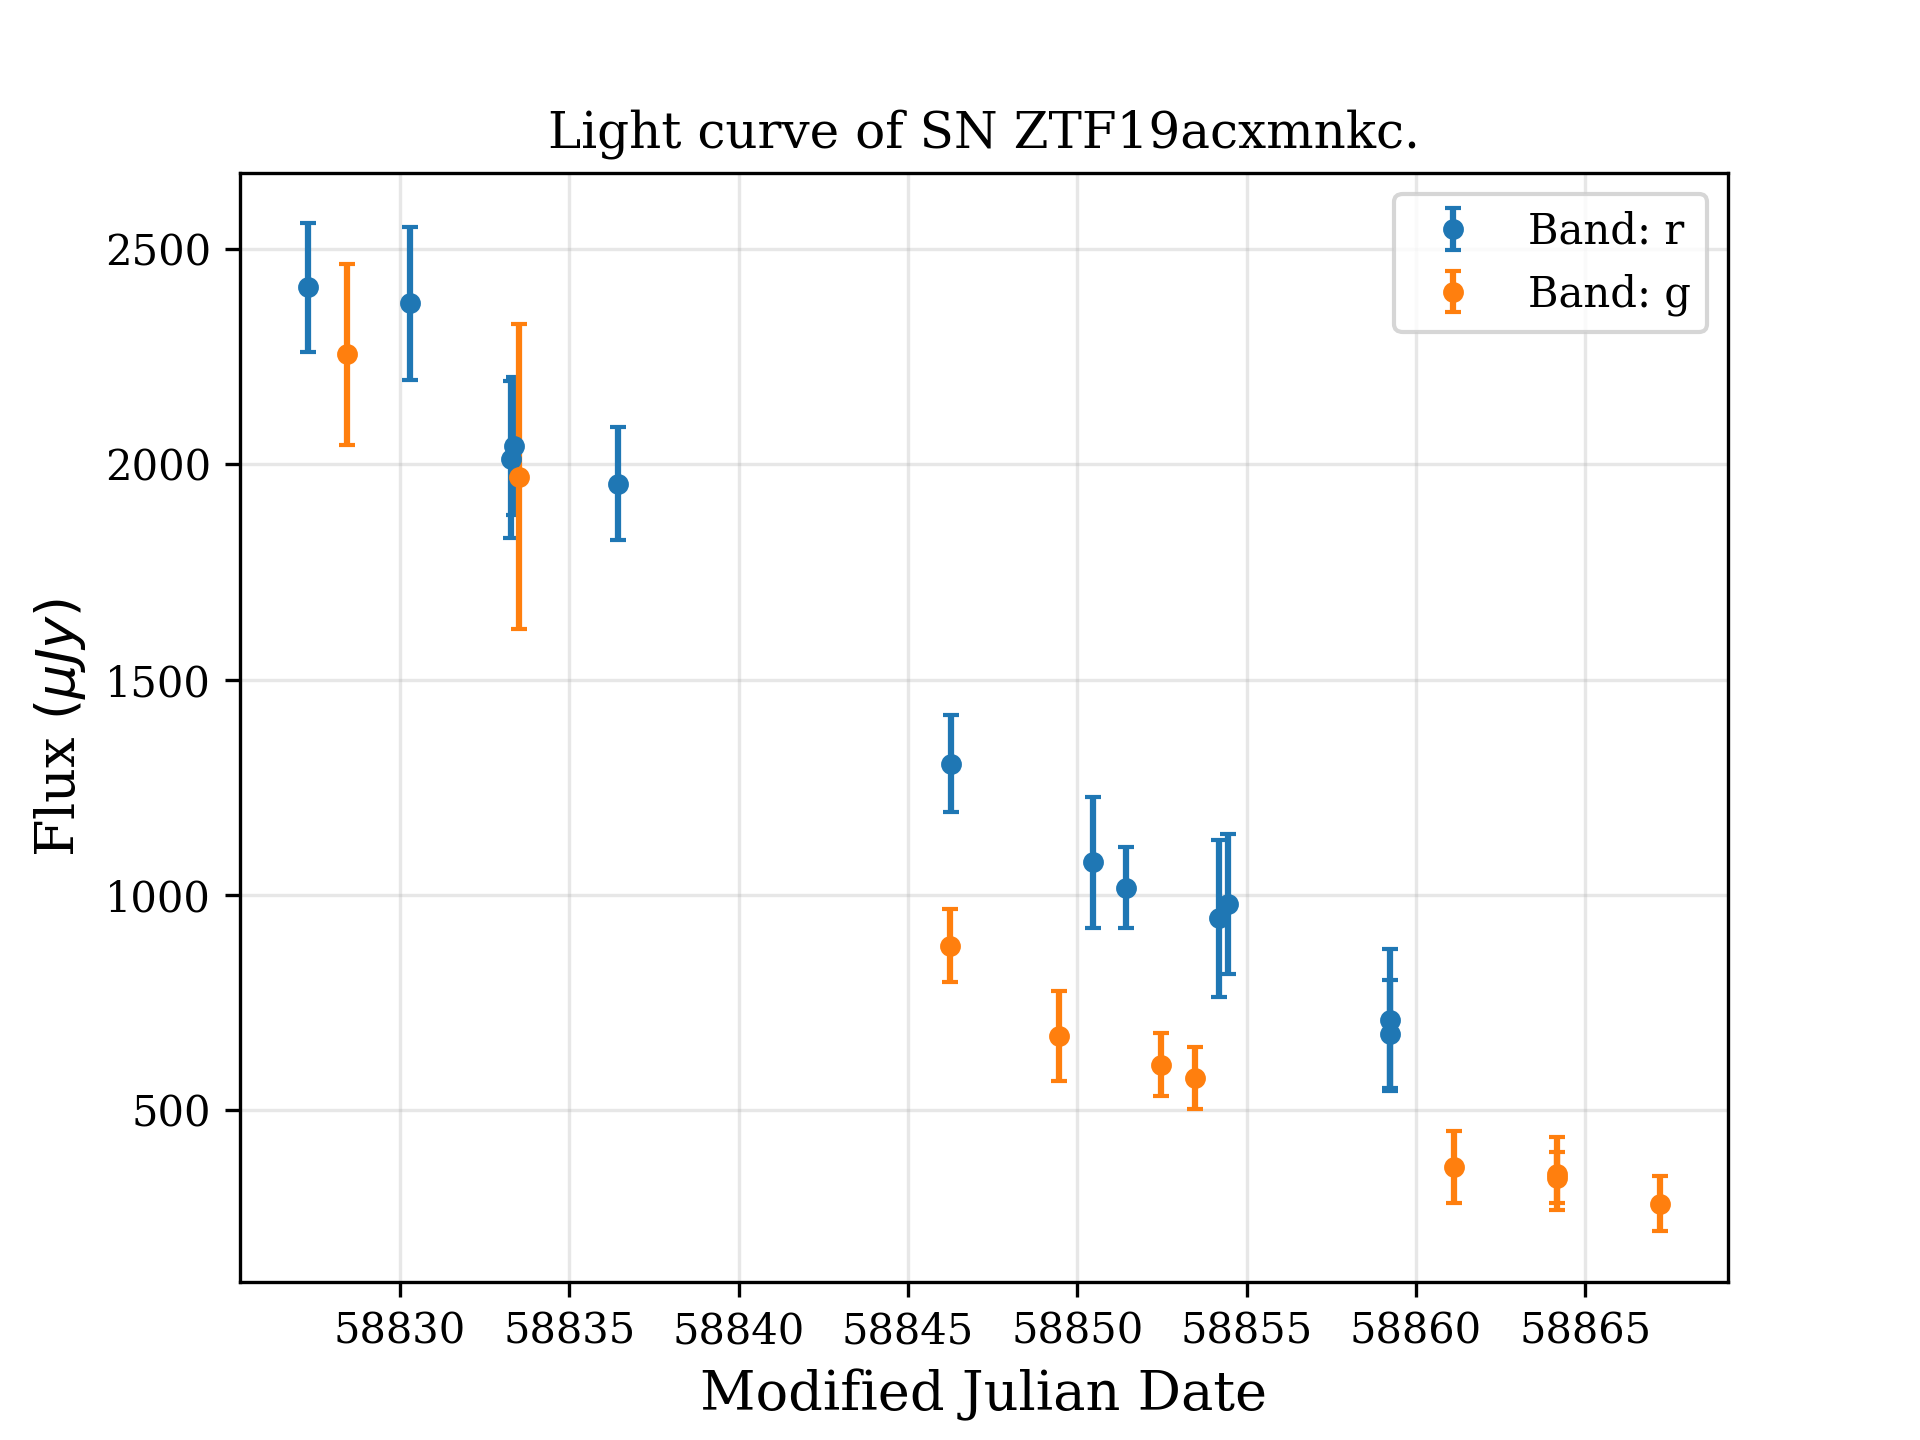 Light curve of SN ZTF19acxmnkc.
Band: r
Band: g
2500
2000
1500
1000
500
Flux (μJy)
58830 58835 58840 58845 58850 58855 58860 58865
Modified Julian Date